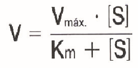 V = Vmáx. · [S] / Km + [S]